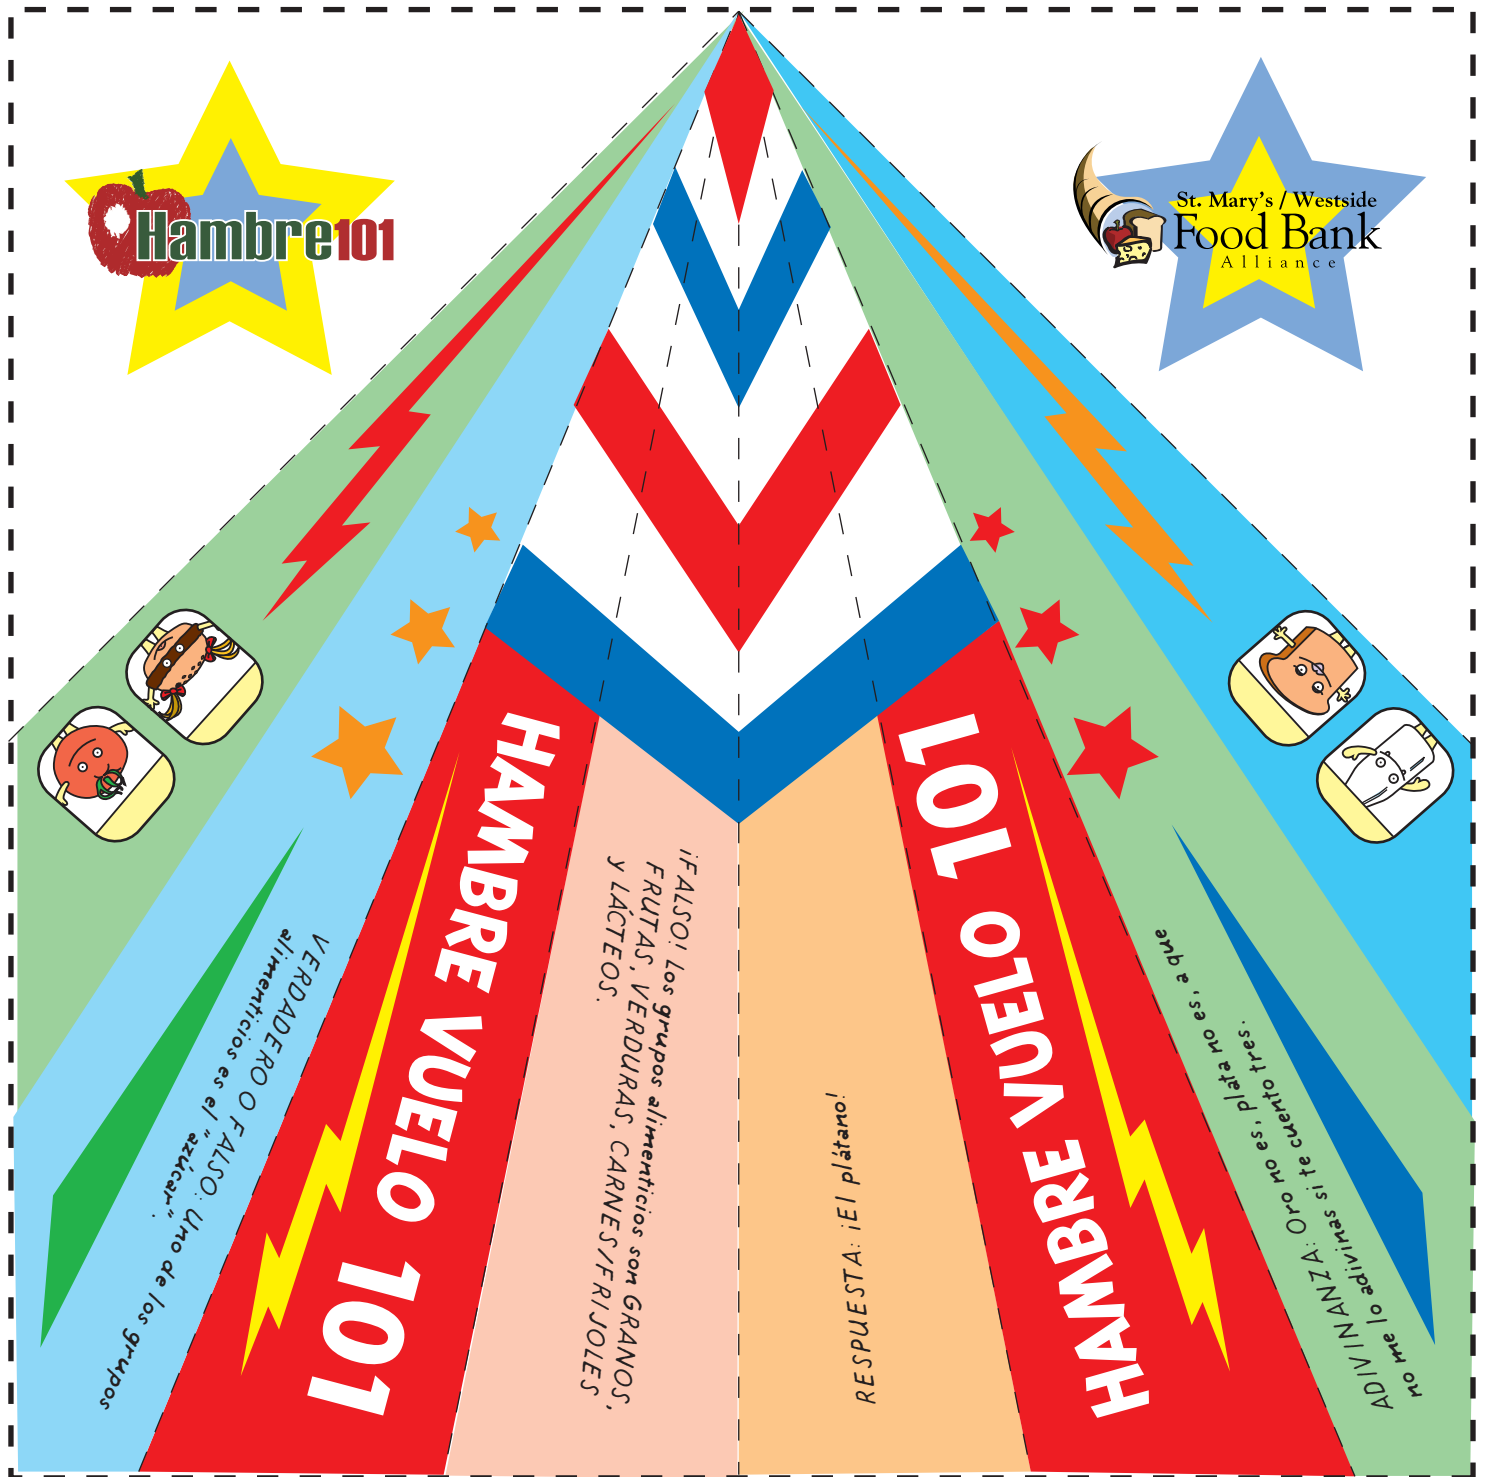 Hambre101
St. Mary's / Westside
Food Bank
Alliance
VERDADERO O FALSO: Uno de los grupos
alimenticios es el "azúcar".
HAMBRE VUELO 101
¡FALSO! Los grupos alimenticios son GRANOS,
FRUTAS, VERDURAS, CARNES/FRIJOLES
y LÁCTEOS.
RESPUESTA: ¡El plátano!
HAMBRE VUELO 101
ADIVINANZA: Oro no es, plata no es, a que
no me lo adivinas si te cuento tres.